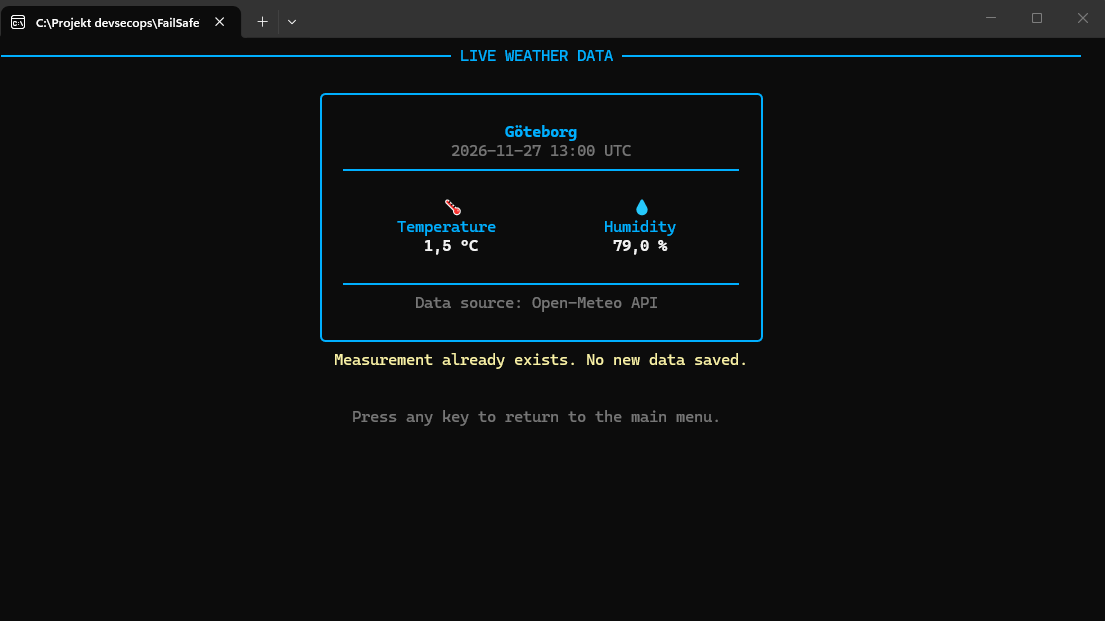 C:\Projekt devsecops\FailSafe
LIVE WEATHER DATA
Göteborg
2026-11-27 13:00 UTC
Temperature Humidity
1,5 °C 79,0 %
Data source: Open-Meteo API
Measurement already exists. No new data saved.
Press any key to return to the main menu.